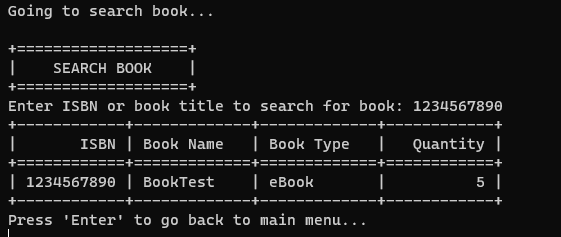 Going to search book...
+===================+
|    SEARCH BOOK    |
+===================+
Enter ISBN or book title to search for book: 1234567890
+------------+-------------+-------------+------------+
|       ISBN | Book Name   | Book Type   |   Quantity |
+============+=============+=============+============+
| 1234567890 | BookTest    | eBook       |          5 |
+------------+-------------+-------------+------------+
Press 'Enter' to go back to main menu...